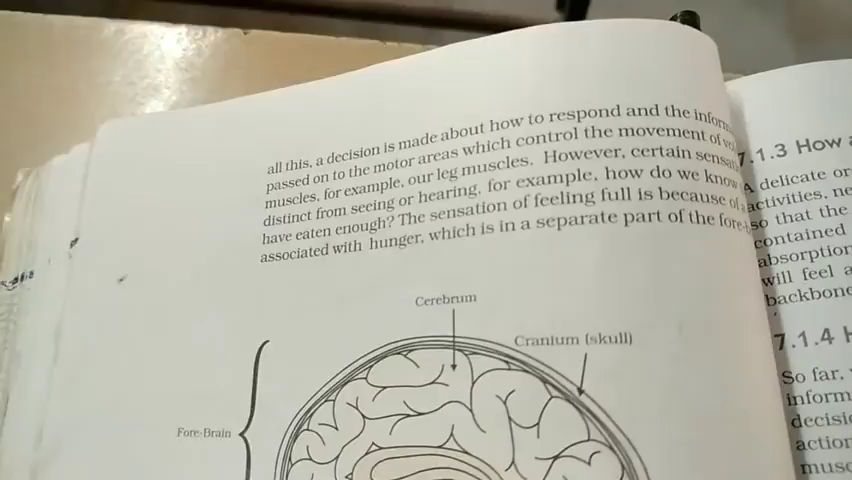 all this, a decision is made about how to respond and the
passed on to the motor areas which control the movement of
muscles, for example, our leg muscles. However, certain
distinct from seeing or hearing, for example, how do we know
have eaten enough? The sensation of feeling full is because of
associated with hunger, which is in a separate part of the
Cerebrum
Cranium (skull)
Fore-Brain
7.1.3 How
A delicate
activities,
so that the
contained
absorption
will feel
backbone
7.1.4
So far,